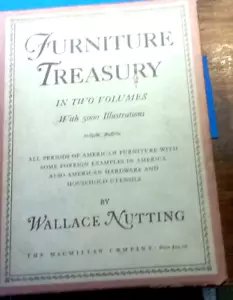 FURNITURE
TREASURY
IN TWO VOLUMES
With 5000 Illustrations
ALL PERIODS OF AMERICAN FURNITURE WITH
SOME FOREIGN EXAMPLES IN AMERICA
ALSO AMERICAN HARDWARE AND
HOUSEHOLD UTENSILS
BY
WALLACE NUTTING
THE MACMILLAN COMPANY